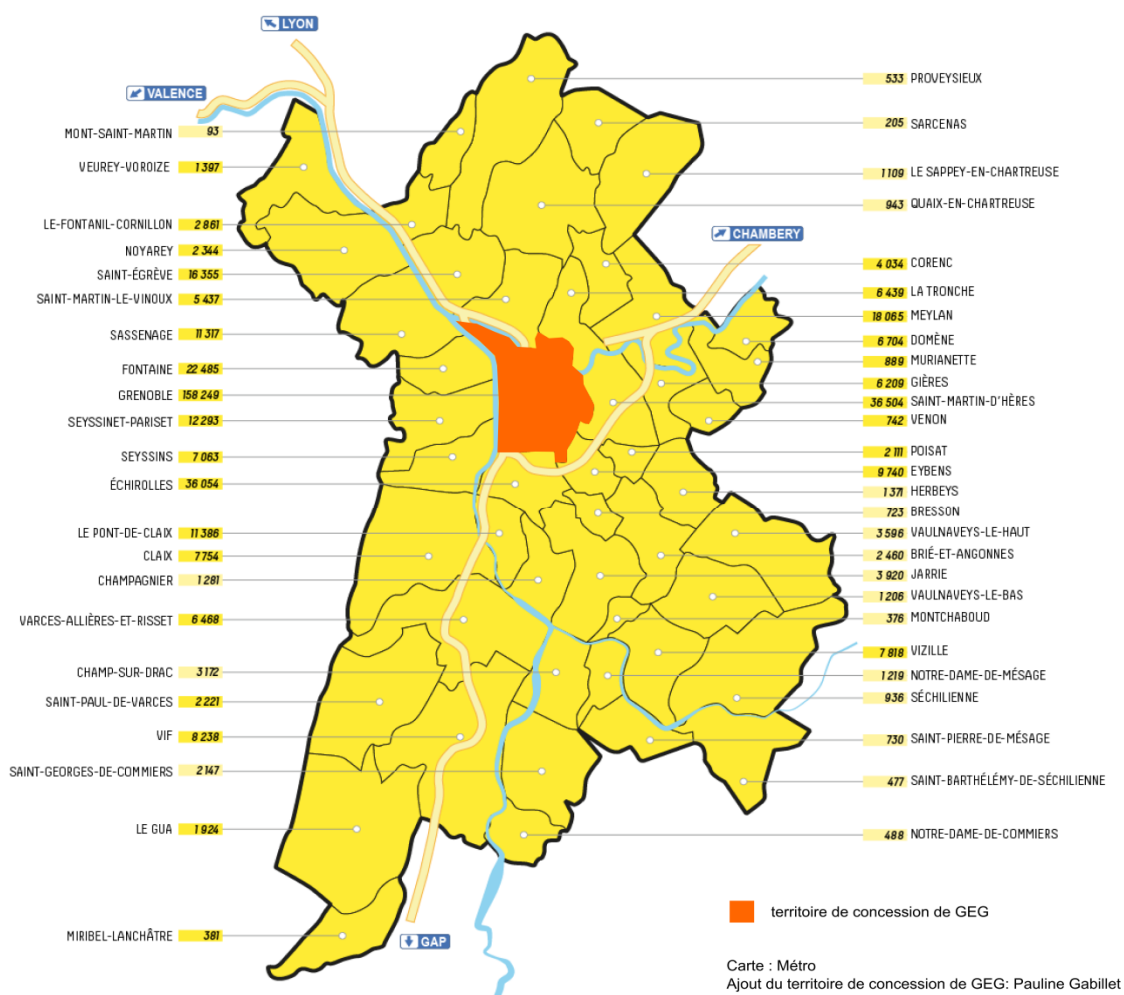 LYON
VALENCE
MONT-SAINT-MARTIN 93
VEUREY-VOROIZE 1 397
LE-FONTANIL-CORNILLON 2 861
NOYAREY 2 344
SAINT-ÉGRÈVE 16 355
SAINT-MARTIN-LE-VINOUX 5 437
SASSENAGE 11 317
FONTAINE 22 485
GRENOBLE 158 249
SEYSSINET-PARISET 12 293
SEYSSINS 7 063
ÉCHIROLLES 36 054
LE PONT-DE-CLAIX 11 386
CLAIX 7 754
CHAMPAGNIER 1 281
VARCES-ALLIÈRES-ET-RISSET 6 468
CHAMP-SUR-DRAC 3 172
SAINT-PAUL-DE-VARCES 2 221
VIF 8 238
SAINT-GEORGES-DE-COMMIERS 2 147
LE GUA 1 924
MIRIBEL-LANCHÂTRE 381
533 PROVEYSIEUX
205 SARCENAS
1 109 LE SAPPEY-EN-CHARTREUSE
943 QUAIX-EN-CHARTREUSE
CHAMBERY
4 034 CORENC
6 439 LA TRONCHE
18 065 MEYLAN
6 704 DOMÈNE
889 MURIANETTE
6 209 GIÈRES
36 504 SAINT-MARTIN-D'HÈRES
742 VENON
2 111 POISAT
9 740 EYBENS
1 371 HERBEYS
723 BRESSON
3 596 VAULNAVEYS-LE-HAUT
2 460 BRIÉ-ET-ANGONNES
3 920 JARRIE
1 206 VAULNAVEYS-LE-BAS
376 MONTCHABOUD
7 818 VIZILLE
1 219 NOTRE-DAME-DE-MÉSAGE
936 SÉCHILIENNE
730 SAINT-PIERRE-DE-MÉSAGE
477 SAINT-BARTHÉLÉMY-DE-SÉCHILIENNE
488 NOTRE-DAME-DE-COMMIERS
GAP
territoire de concession de GEG
Carte : Métro
Ajout du territoire de concession de GEG: Pauline Gabillet